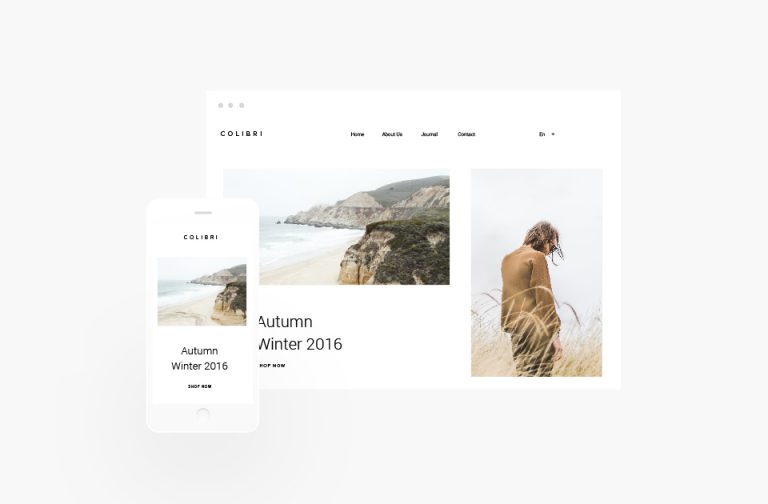 COLIBRI
Home About Us Journal Contact En
Autumn
Winter 2016
SHOP NOW
COLIBRI
Autumn
Winter 2016
SHOP NOW